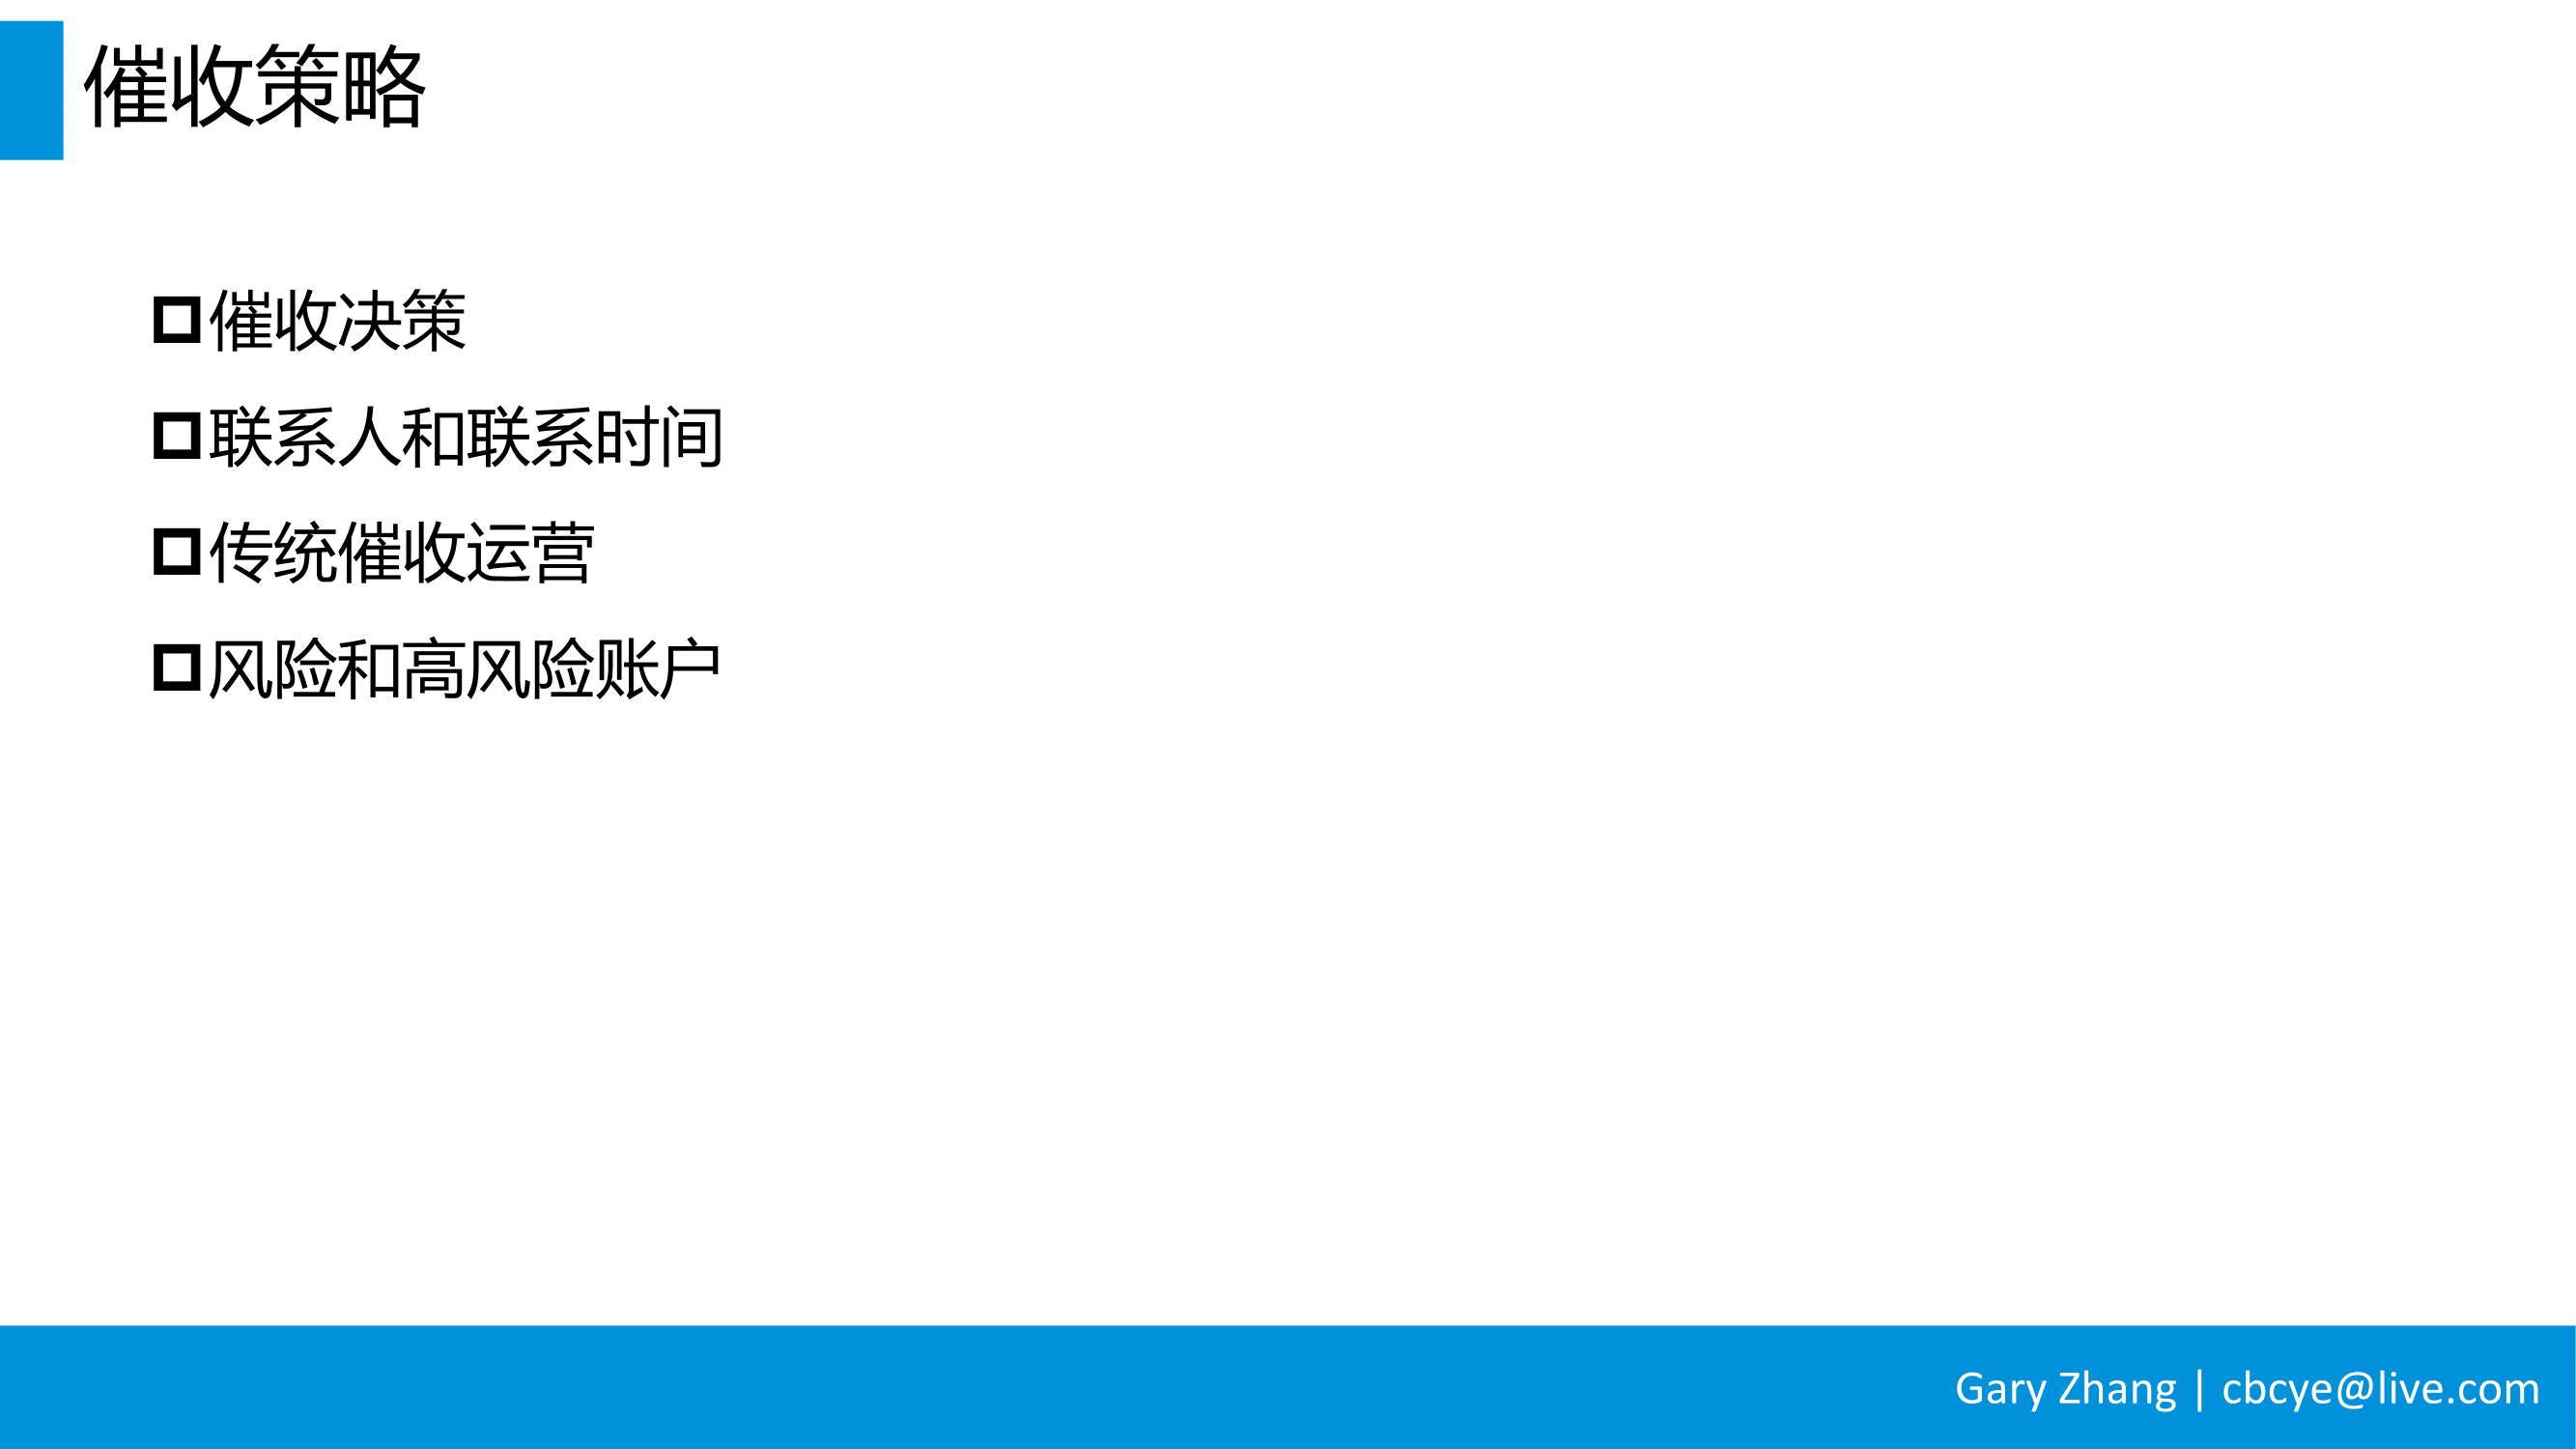 催收策略
催收决策
联系人和联系时间
传统催收运营
风险和高风险账户
Gary Zhang | cbcye@live.com